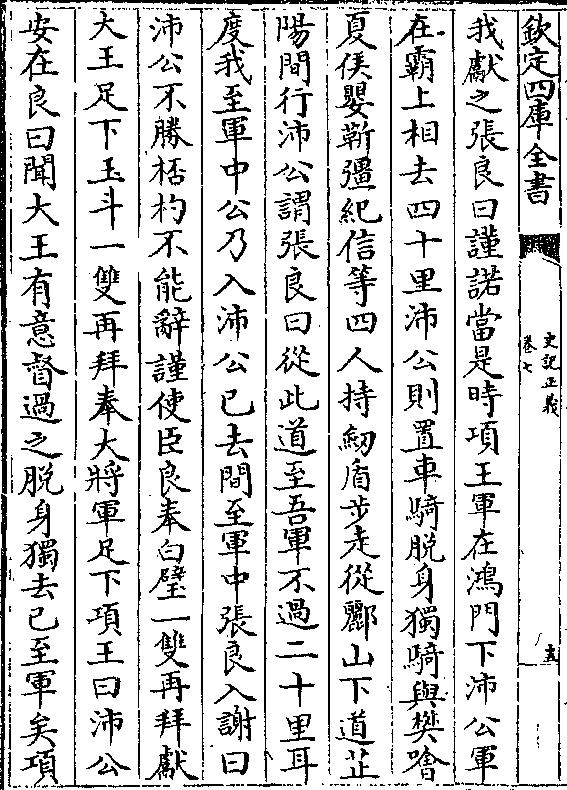 欽定四庫全書
史記正義
卷七
十五
我獻之張良曰謹諾當是時項王軍在鴻門下沛公軍
在霸上相去四十里沛公則置車騎脫身獨騎與樊噲
夏侯嬰靳彊紀信等四人持劒盾步走從酈山下道芷
陽間行沛公謂張良曰從此道至吾軍不過二十里耳
度我至軍中公乃入沛公已去間至軍中張良入謝曰
沛公不勝桮杓不能辭謹使臣良奉白璧一雙再拜獻
大王足下玉斗一雙再拜奉大將軍足下項王曰沛公
安在良曰聞大王有意督過之脫身獨去已至軍矣項